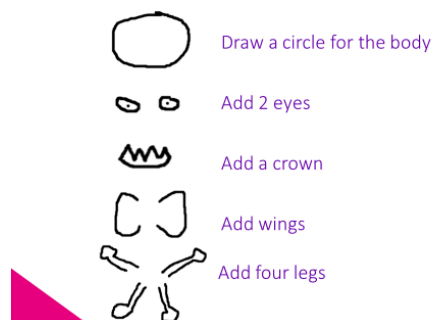 Draw a circle for the body
Add 2 eyes
Add a crown
Add wings
Add four legs